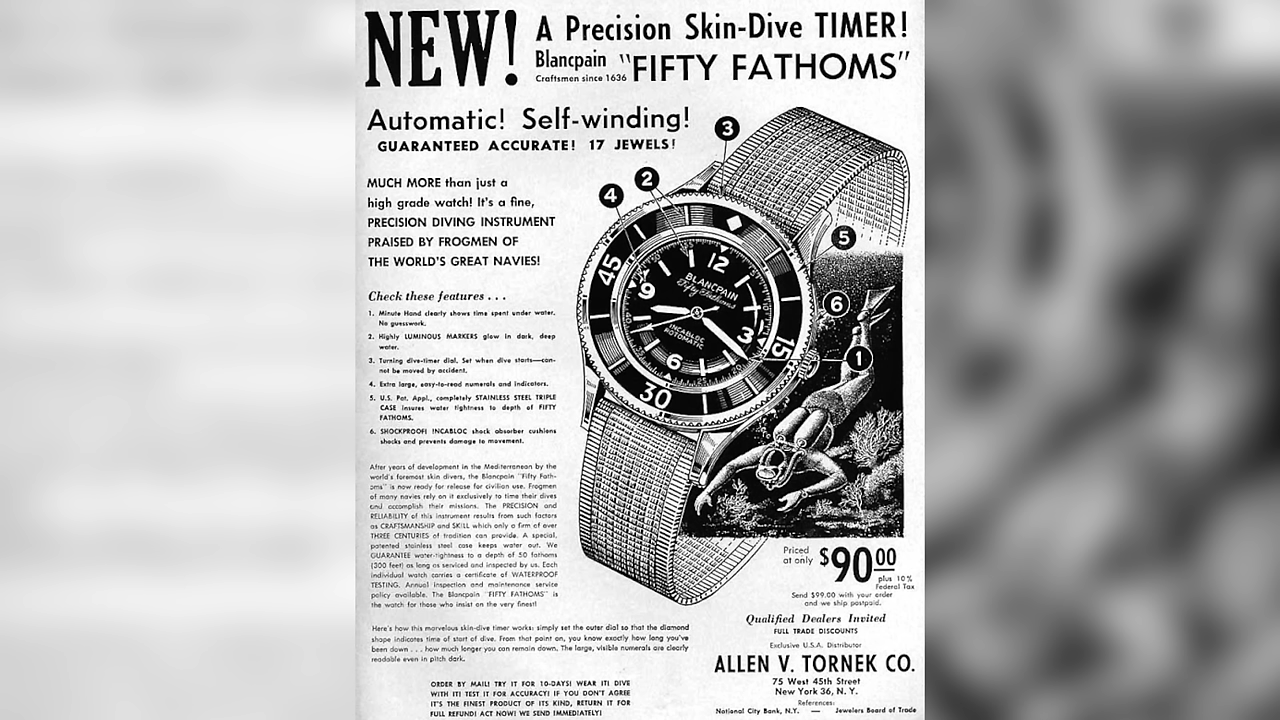 NEW!
A Precision Skin-Dive TIMER!
Blancpain
Craftsmen since 1636
"FIFTY FATHOMS"
Automatic! Self-winding!
GUARANTEED ACCURATE! 17 JEWELS!
MUCH MORE than just a
high grade watch! It's a fine,
PRECISION DIVING INSTRUMENT
PRAISED BY FROGMEN OF
THE WORLD'S GREAT NAVIES!
Check these features . . .
1. Minute Hand clearly shows time spent under water.
No guesswork.
2. Highly LUMINOUS MARKERS glow in dark, deep
water.
3. Turning dive-timer dial. Set when dive starts—can-
not be moved by accident.
4. Extra large, easy-to-read numerals and indicators.
5. U.S. Pat. Appl., completely STAINLESS STEEL TRIPLE
CASE insures water tightness to depth of FIFTY
FATHOMS.
6. SHOCKPROOF! INCABLOC shock absorber cushions
shocks and prevents damage to movement.
After years of development in the Mediterranean by the
world's foremost skin divers, the Blancpain "Fifty Fath-
oms" is now ready for release for civilian use. Frogmen
of many navies rely on it exclusively to time their dives
and accomplish their missions. The PRECISION and
RELIABILITY of this instrument results from such factors
as CRAFTSMANSHIP and SKILL which only a firm of over
THREE CENTURIES of tradition can provide. A special,
patented stainless steel case keeps water out. We
GUARANTEE water-tightness to a depth of 50 fathoms
(300 feet) as long as serviced and inspected by us. Each
individual watch carries a certificate of WATERPROOF
TESTING. Annual inspection and maintenance service
policy available. The Blancpain "FIFTY FATHOMS" is
the watch for those who insist on the very finest!
Here's how this marvelous skin-dive timer works: simply set the outer dial so that the diamond
shape indicates time of start of dive. From that point on, you know exactly how long you've
been down . . . how much longer you can remain down. The large, visible numerals are clearly
readable even in pitch dark.
ORDER BY MAIL! TRY IT FOR 10-DAYS! WEAR IT! DIVE
WITH IT! TEST IT FOR ACCURACY! IF YOU DON'T AGREE
IT'S THE FINEST PRODUCT OF ITS KIND, RETURN IT FOR
FULL REFUND! ACT NOW! WE SEND IMMEDIATELY!
3
2
4
5
6
1
45
15
30
12
9
3
6
BLANCPAIN
Fifty Fathoms
INCABLOC
ROTOMATIC
Priced
at only
$90.00
plus 10%
Federal Tax
Send $99.00 with your order
and we ship postpaid.
Qualified Dealers Invited
FULL TRADE DISCOUNTS
Exclusive U.S.A. Distributor
ALLEN V. TORNEK CO.
75 West 45th Street
New York 36, N. Y.
References:
National City Bank, N.Y. — Jewelers Board of Trade